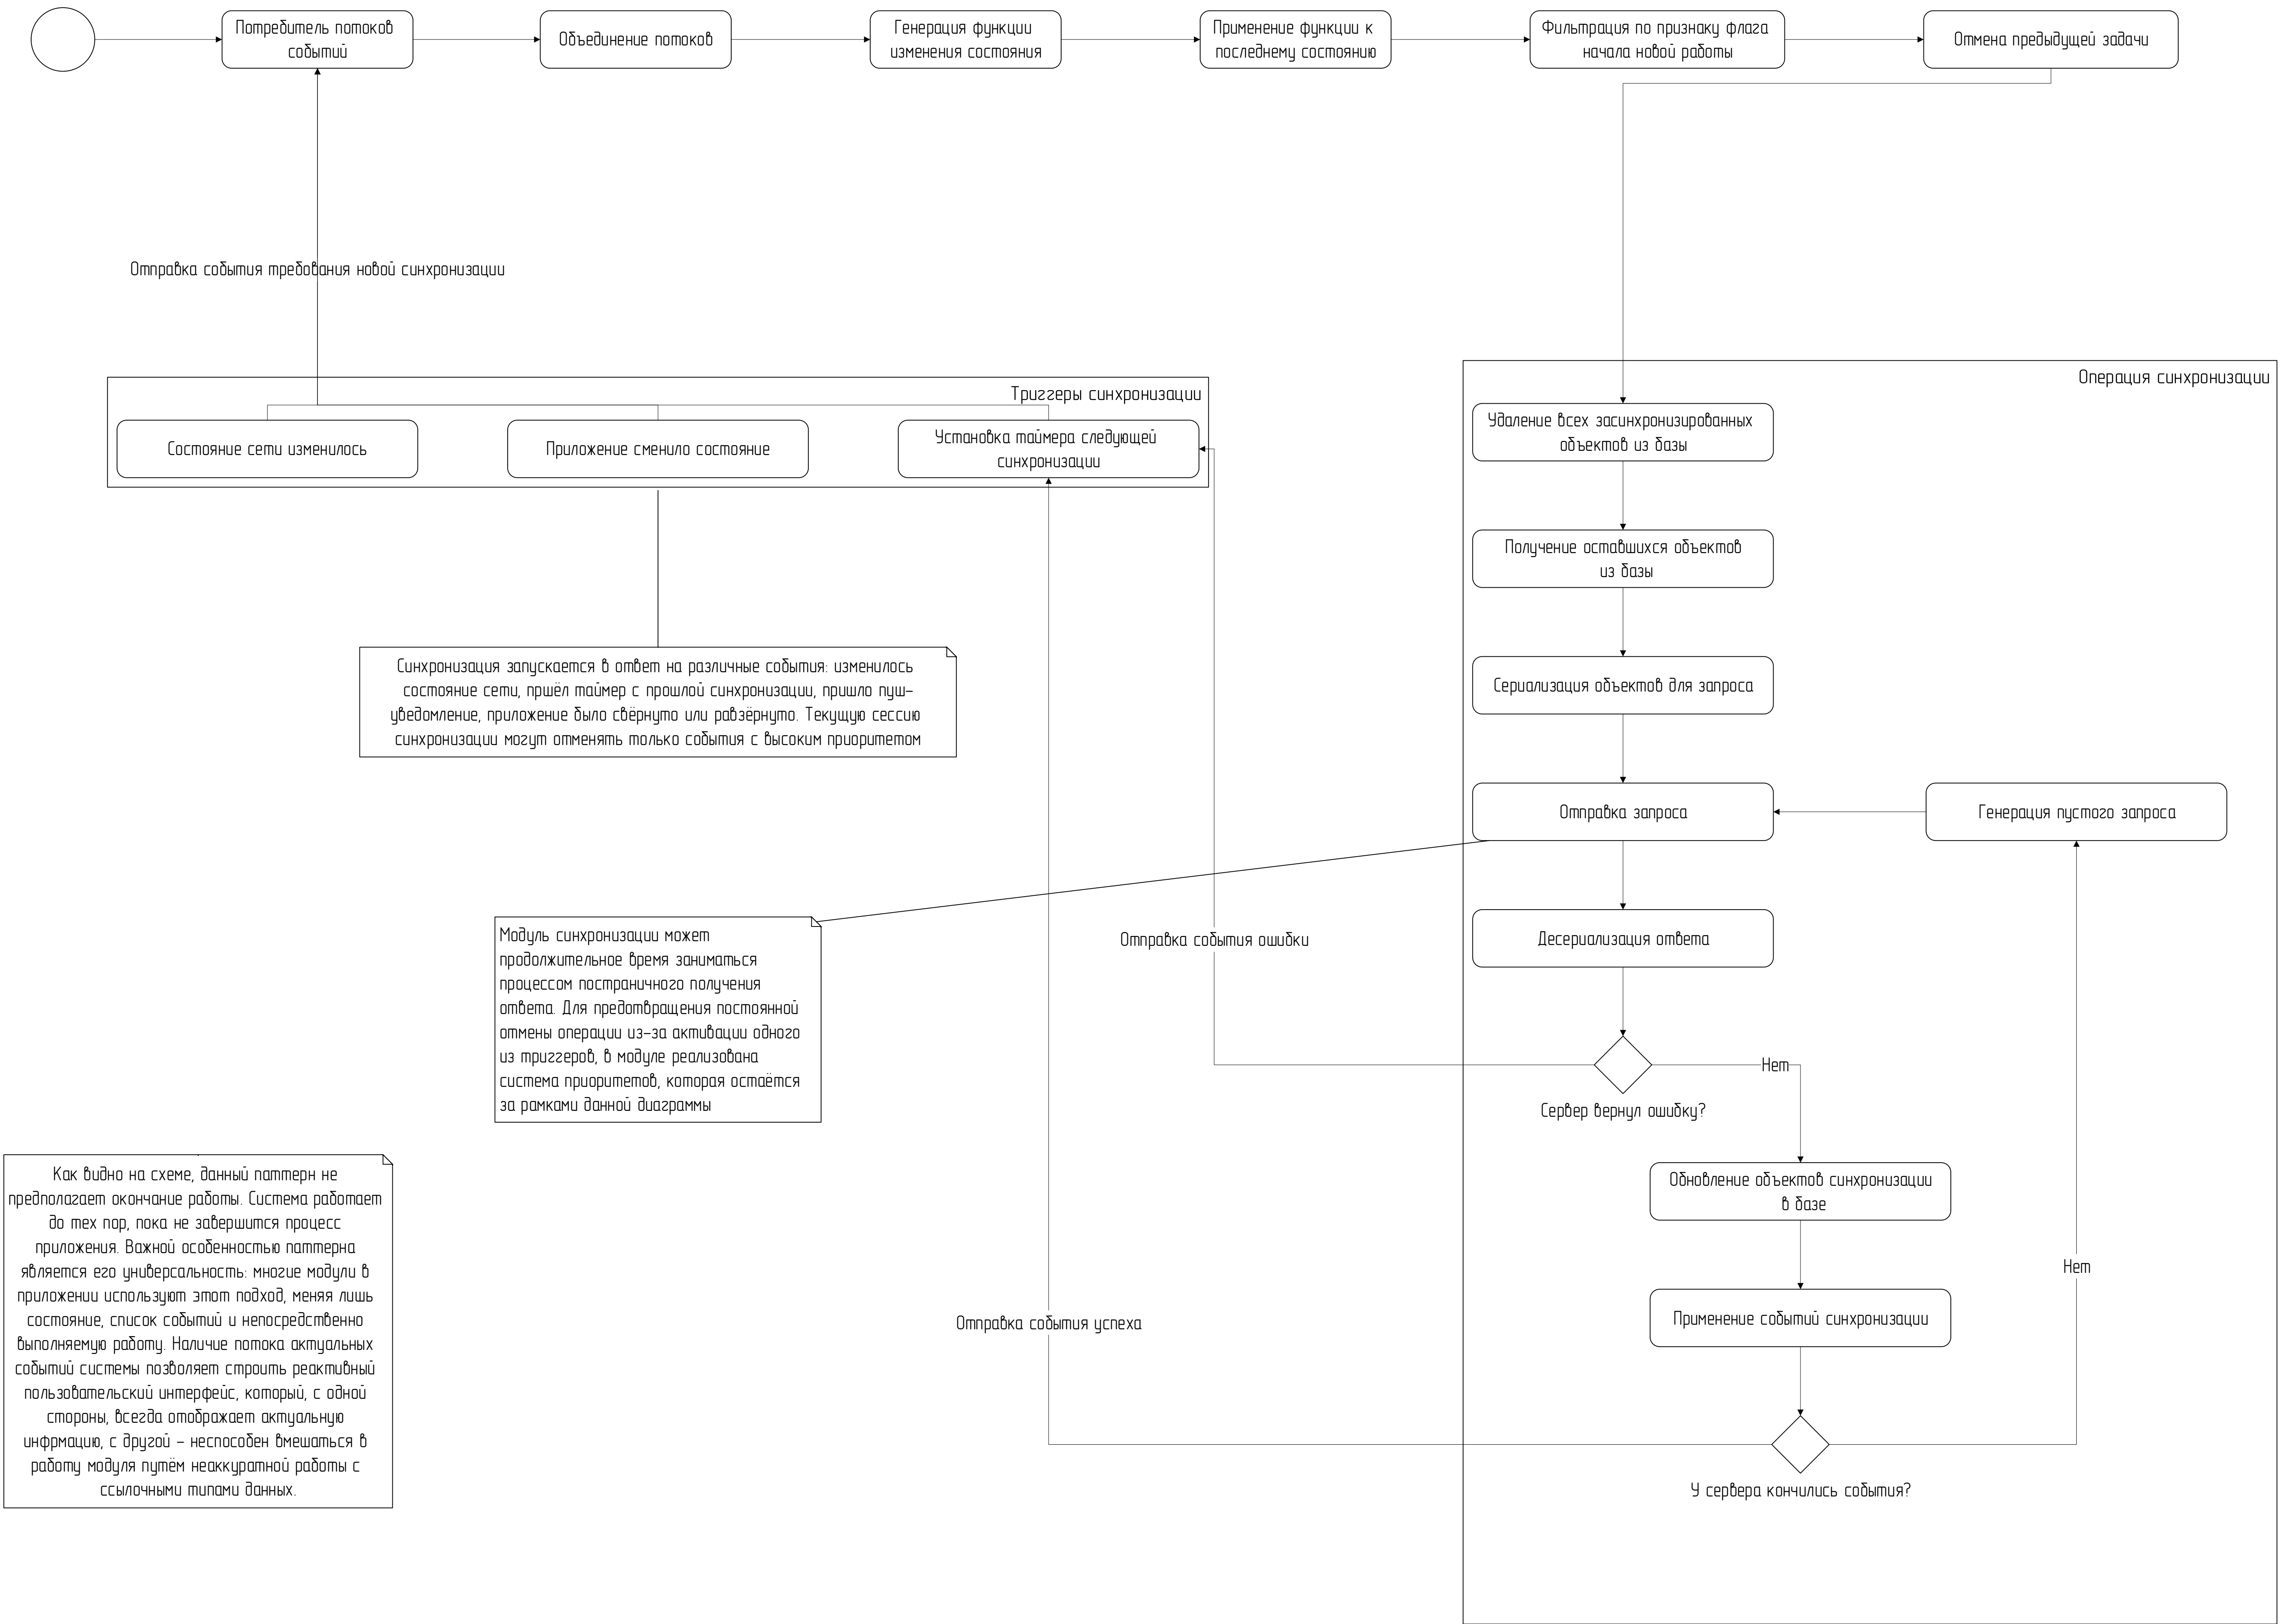 Потребитель потоков
событий
Объединение потоков
Генерация функции
изменения состояния
Применение функции к
последнему состоянию
Фильтрация по признаку флага
начала новой работы
Отмена предыдущей задачи
Отправка события требования новой синхронизации
Триггеры синхронизации
Состояние сети изменилось
Приложение сменило состояние
Установка таймера следующей
синхронизации
Операция синхронизации
Удаление всех засинхронизированных
объектов из базы
Получение оставшихся объектов
из базы
Сериализация объектов для запроса
Отправка запроса
Генерация пустого запроса
Десериализация ответа
Синхронизация запускается в ответ на различные события: изменилось
состояние сети, пршёл таймер с прошлой синхронизации, пришло пуш-
уведомление, приложение было свёрнуто или равзёрнуто. Текущую сессию
синхронизации могут отменять только события с высоким приоритетом
Модуль синхронизации может
продолжительное время заниматься
процессом постраничного получения
ответа. Для предотвращения постоянной
отмены операции из-за активации одного
из триггеров, в модуле реализована
система приоритетов, которая остаётся
за рамками данной диаграммы
Отправка события ошибки
Нет
Сервер вернул ошибку?
Обновление объектов синхронизации
в базе
Применение событий синхронизации
Нет
Отправка события успеха
У сервера кончились события?
Как видно на схеме, данный паттерн не
предполагает окончание работы. Система работает
до тех пор, пока не завершится процесс
приложения. Важной особенностью паттерна
является его универсальность: многие модули в
приложении используют этот подход, меняя лишь
состояние, список событий и непосредственно
выполняемую работу. Наличие потока актуальных
событий системы позволяет строить реактивный
пользовательский интерфейс, который, с одной
стороны, всегда отображает актуальную
инфрмацию, с другой - неспособен вмешаться в
работу модуля путём неаккуратной работы с
ссылочными типами данных.